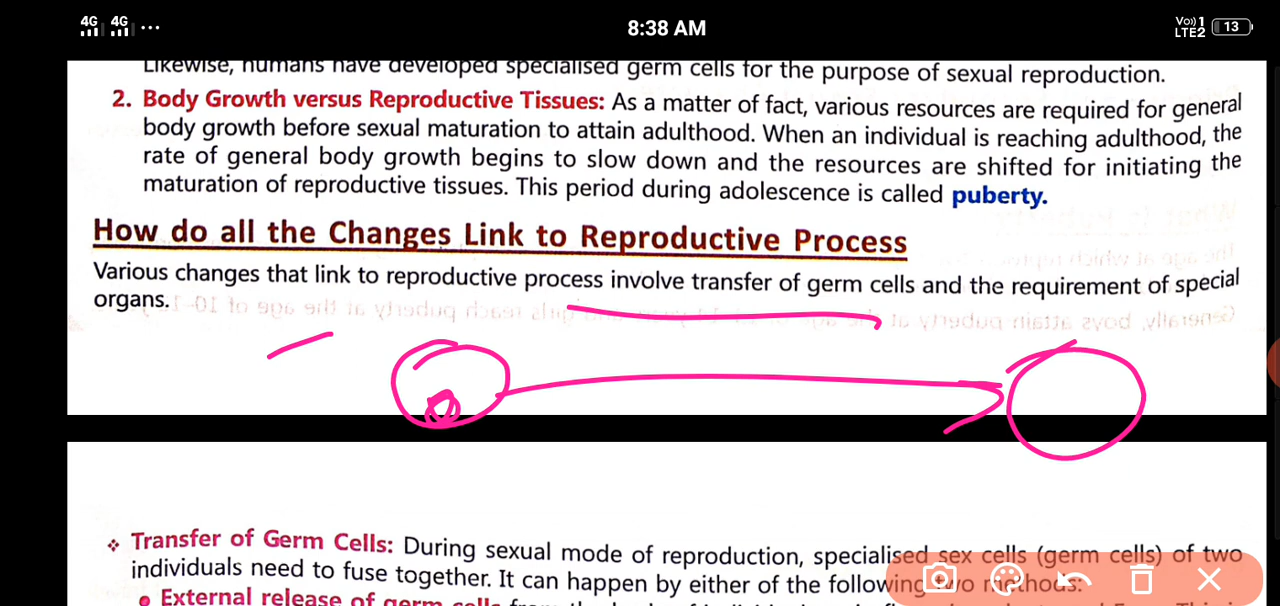 4G 4G ... 8:38 AM Vo)) 1 LTE2 13
Likewise, humans have developed specialised germ cells for the purpose of sexual reproduction.
2. Body Growth versus Reproductive Tissues: As a matter of fact, various resources are required for general
body growth before sexual maturation to attain adulthood. When an individual is reaching adulthood, the
rate of general body growth begins to slow down and the resources are shifted for initiating the
maturation of reproductive tissues. This period during adolescence is called puberty.
How do all the Changes Link to Reproductive Process
Various changes that link to reproductive process involve transfer of germ cells and the requirement of special
organs.
❖ Transfer of Germ Cells: During sexual mode of reproduction, specialised sex cells (germ cells) of two
individuals need to fuse together. It can happen by either of the following two methods:
• External release of germ cells